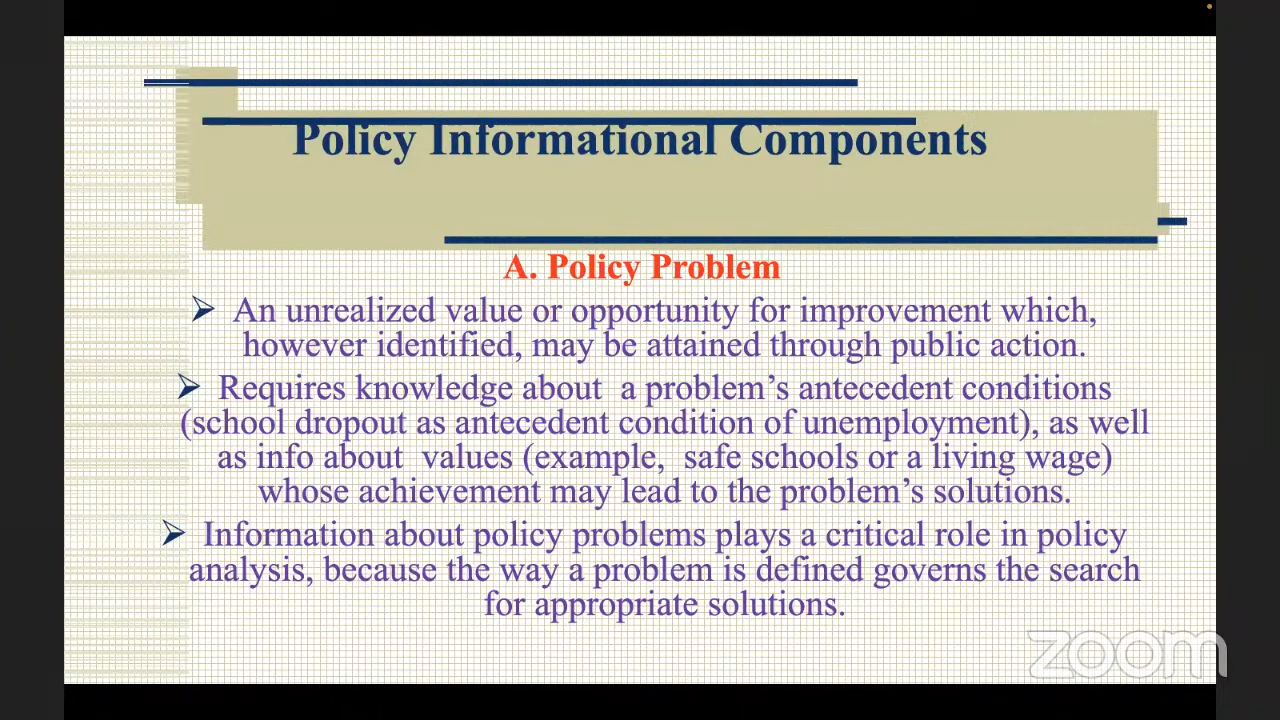 Policy Informational Components
A. Policy Problem
➢ An unrealized value or opportunity for improvement which,
however identified, may be attained through public action.
➢ Requires knowledge about a problem’s antecedent conditions
(school dropout as antecedent condition of unemployment), as well
as info about values (example, safe schools or a living wage)
whose achievement may lead to the problem’s solutions.
➢ Information about policy problems plays a critical role in policy
analysis, because the way a problem is defined governs the search
for appropriate solutions.
zoom